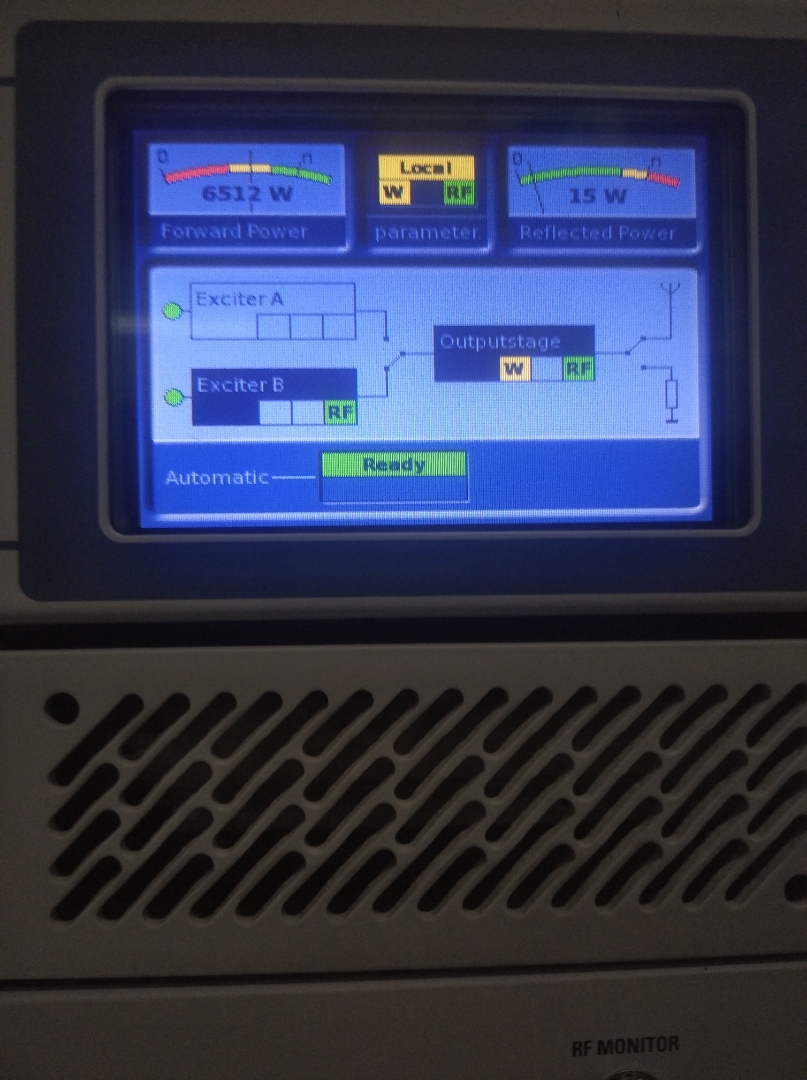 0 n
6512 W
Forward Power
Local
W RF
parameter.
0 n
15 W
Reflected Power
Exciter A
Exciter B
RF
Outputstage
W RF
Automatic
Ready
RF MONITOR